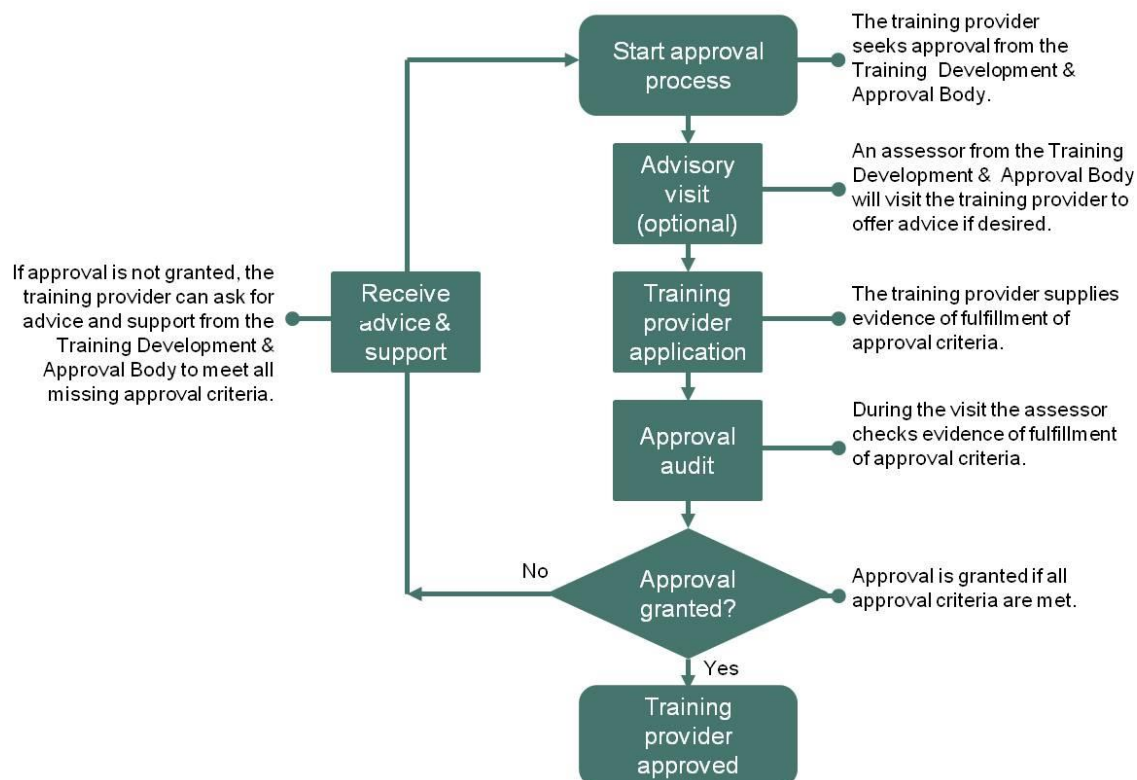 Start approval
process
The training provider
seeks approval from the
Training Development &
Approval Body.
Advisory
visit
(optional)
An assessor from the Training
Development & Approval Body
will visit the training provider to
offer advice if desired.
If approval is not granted, the
training provider can ask for
advice and support from the
Training Development &
Approval Body to meet all
missing approval criteria.
Receive
advice &
support
Training
provider
application
The training provider supplies
evidence of fulfillment of
approval criteria.
Approval
audit
During the visit the assessor
checks evidence of fulfillment
of approval criteria.
No
Approval
granted?
Approval is granted if all
approval criteria are met.
Yes
Training
provider
approved